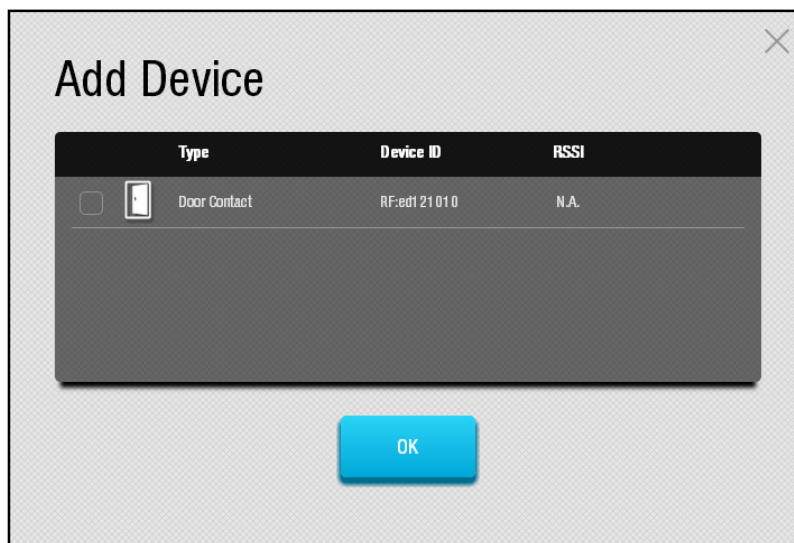 Add Device
Type Device ID RSSI
Door Contact RF:ed121010 N.A.
OK